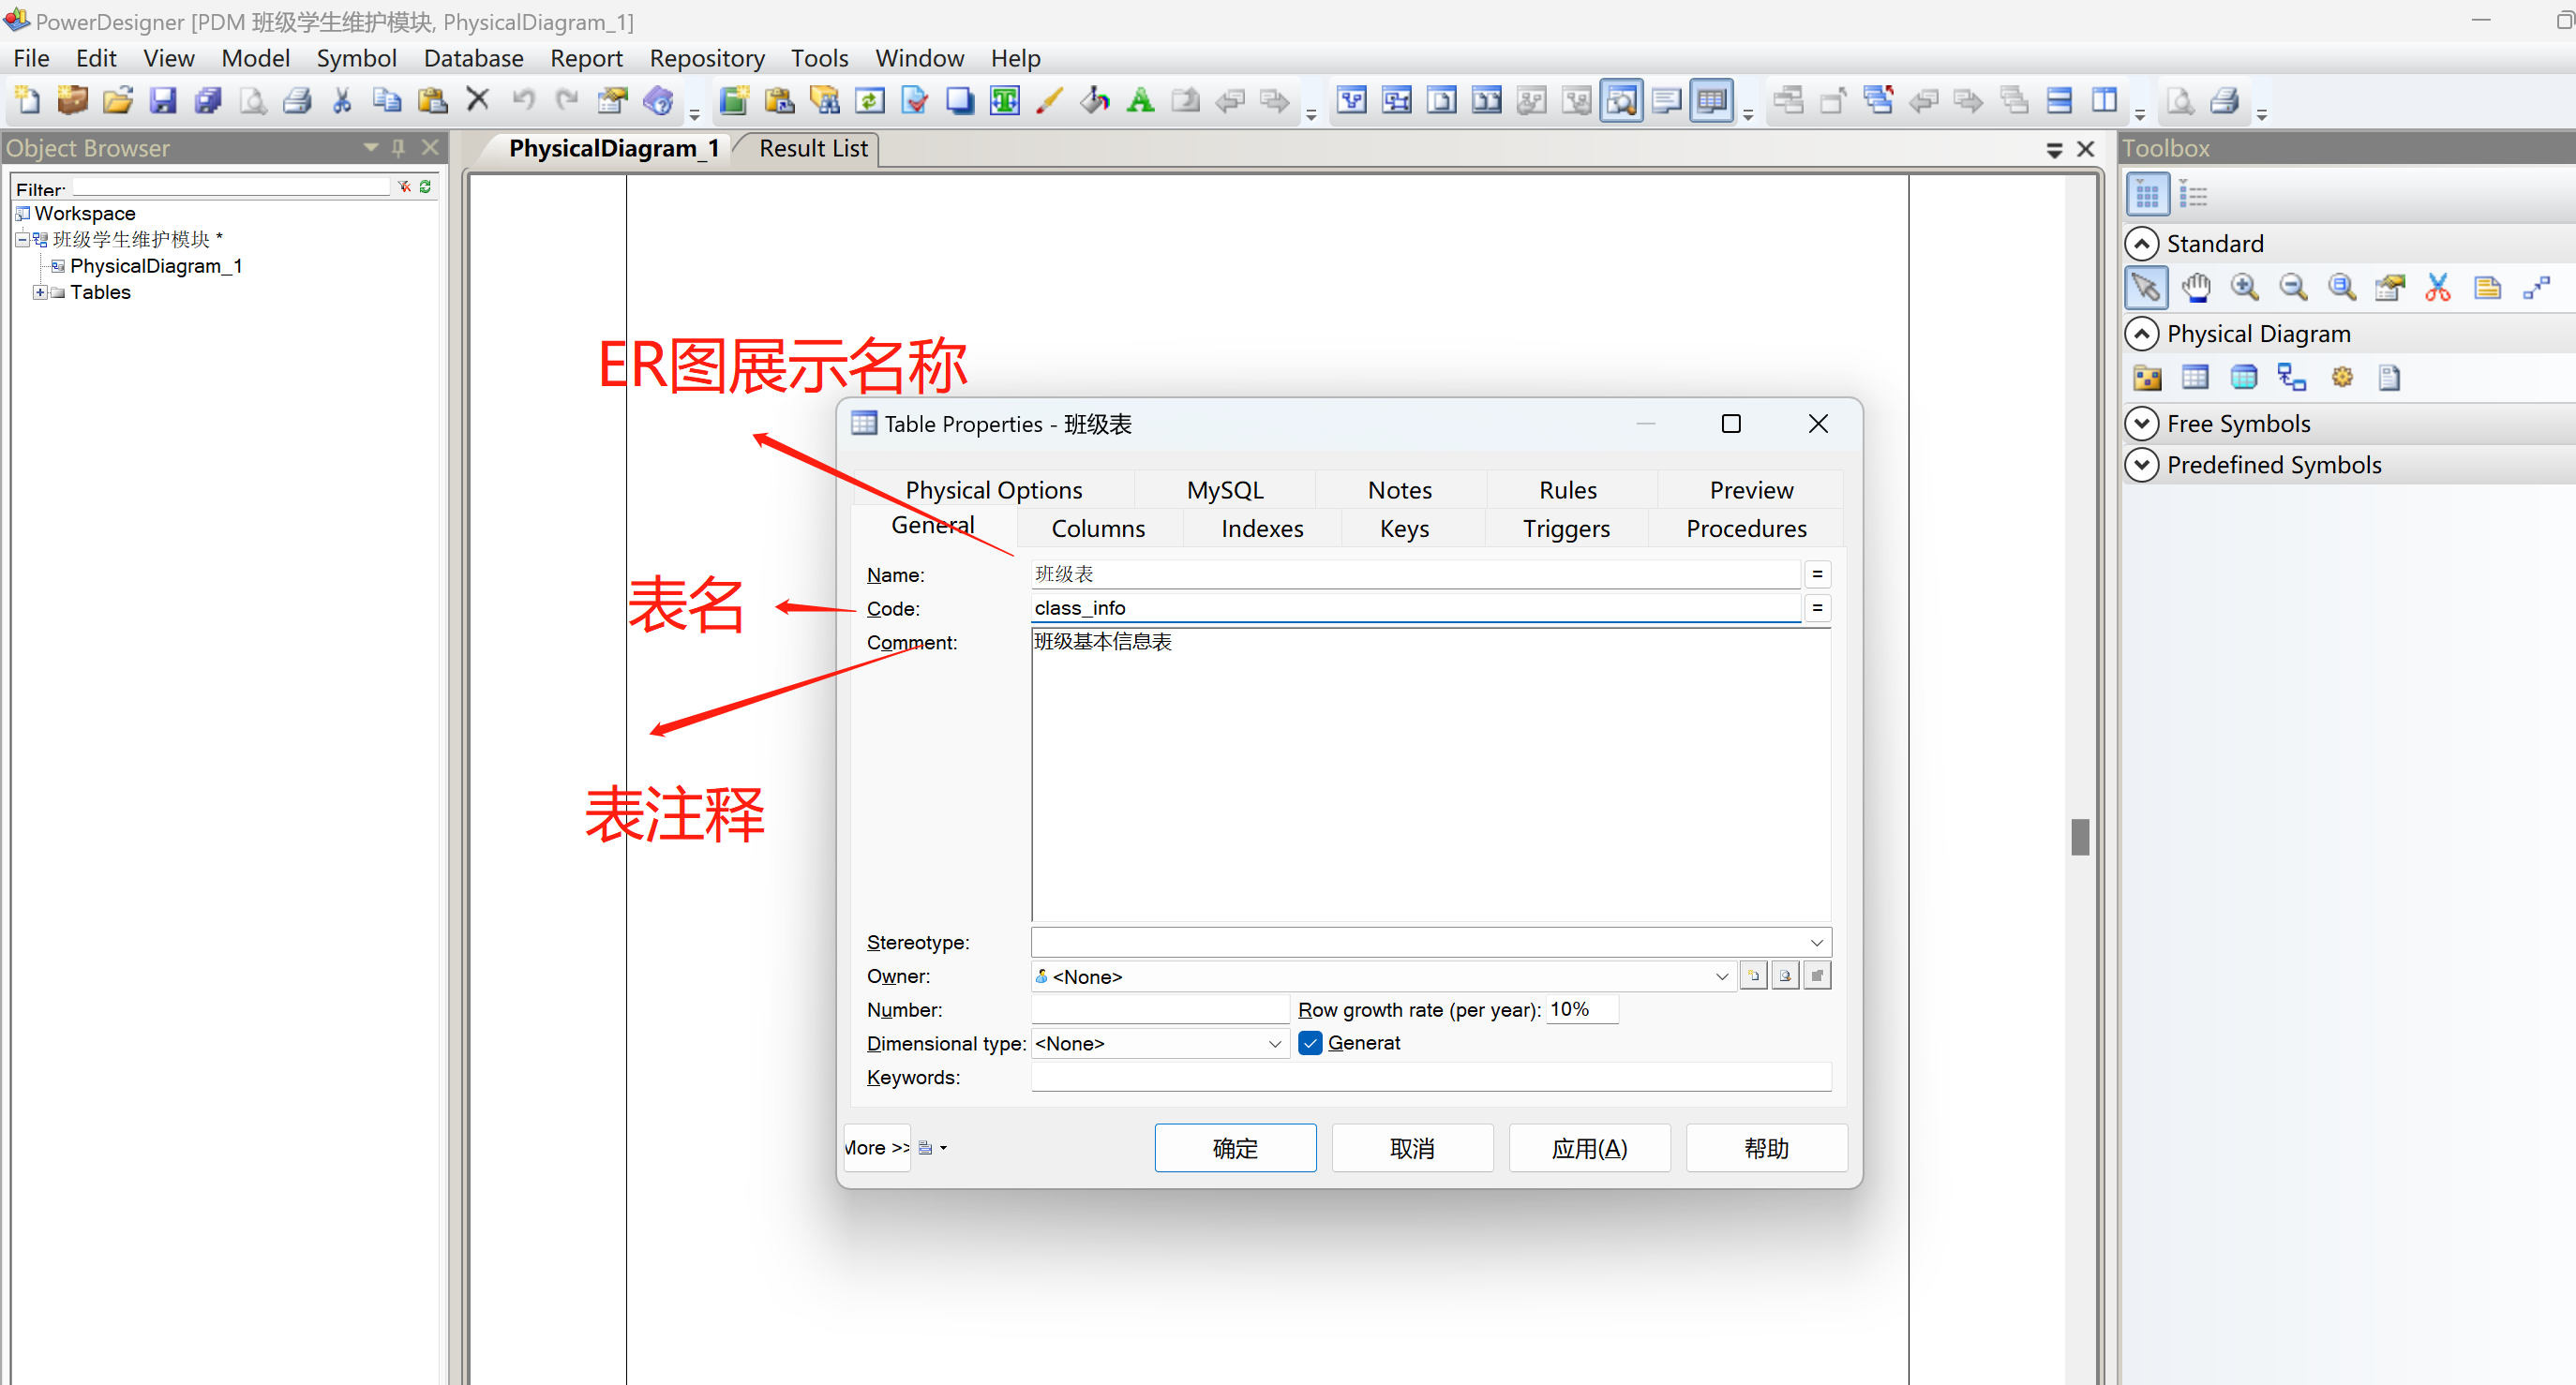 PowerDesigner [PDM 班级学生维护模块, PhysicalDiagram_1]
File Edit View Model Symbol Database Report Repository Tools Window Help
Object Browser
PhysicalDiagram_1 Result List
Toolbox
Filter:
Workspace
班级学生维护模块 *
PhysicalDiagram_1
Tables
Standard
Physical Diagram
Free Symbols
Predefined Symbols
ER图展示名称
表名
表注释
Table Properties - 班级表
Physical Options MySQL Notes Rules Preview
General Columns Indexes Keys Triggers Procedures
Name: 班级表 =
Code: class_info =
Comment: 班级基本信息表
Stereotype:
Owner: <None>
Number: Row growth rate (per year): 10%
Dimensional type: <None> Generat
Keywords:
More >> 确定 取消 应用(A) 帮助